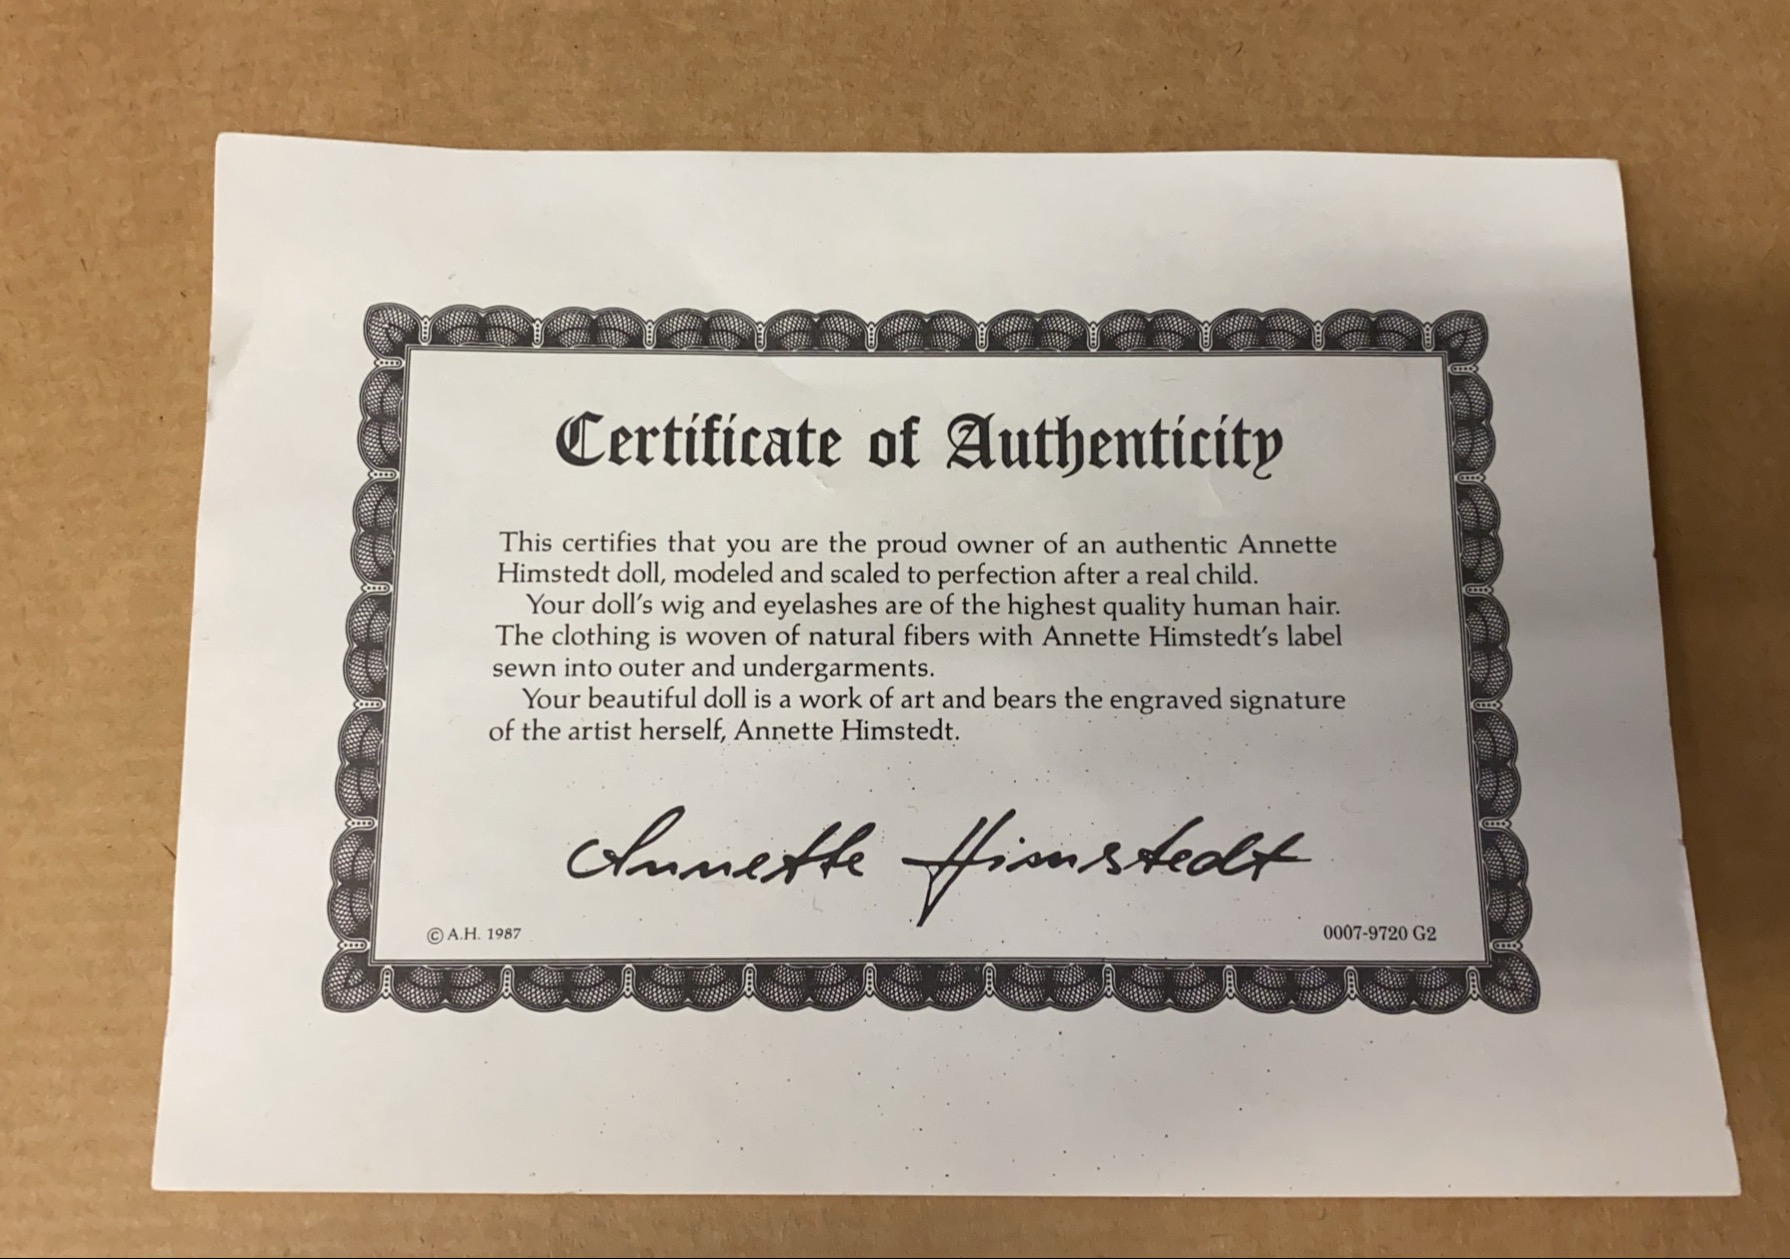 Certificate of Authenticity
This certifies that you are the proud owner of an authentic Annette
Himstedt doll, modeled and scaled to perfection after a real child.
Your doll's wig and eyelashes are of the highest quality human hair.
The clothing is woven of natural fibers with Annette Himstedt's label
sewn into outer and undergarments.
Your beautiful doll is a work of art and bears the engraved signature
of the artist herself, Annette Himstedt.
Annette Himstedt
© A.H. 1987
0007-9720 G2